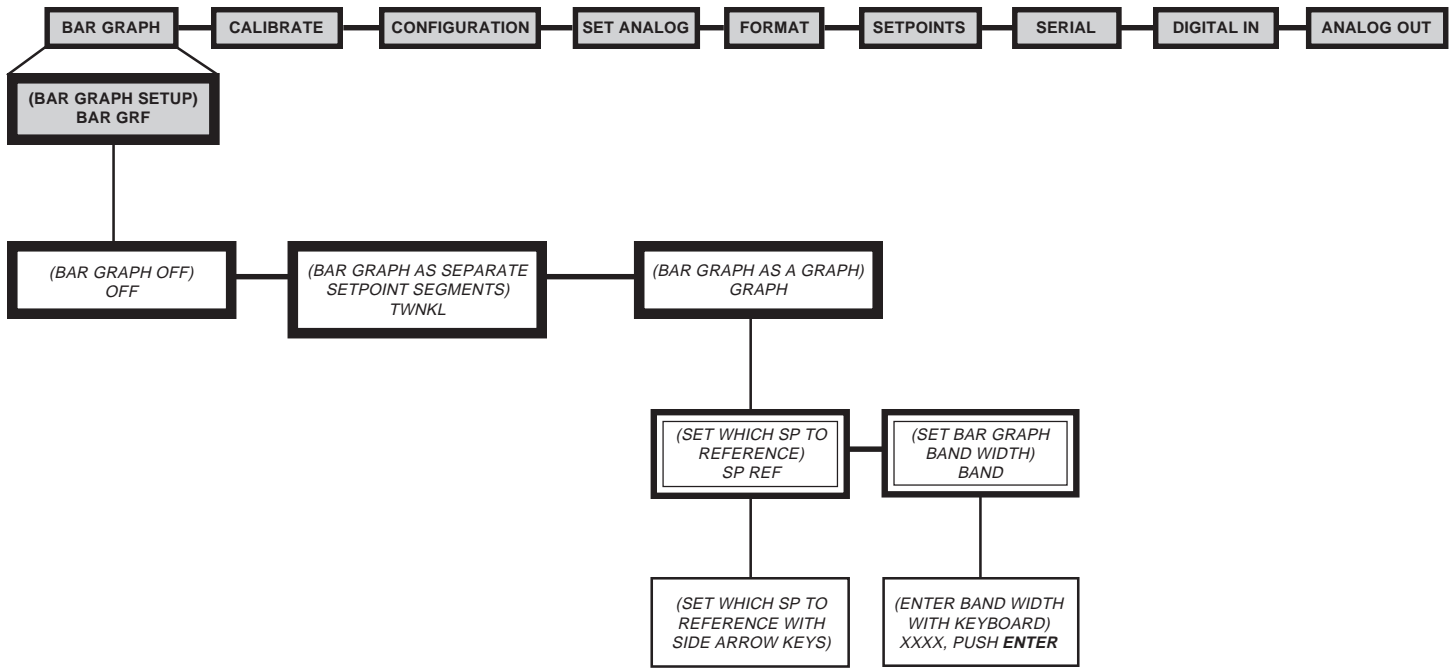 BAR GRAPH
CALIBRATE
CONFIGURATION
SET ANALOG
FORMAT
SETPOINTS
SERIAL
DIGITAL IN
ANALOG OUT
(BAR GRAPH SETUP)
BAR GRF
(BAR GRAPH OFF)
OFF
(BAR GRAPH AS SEPARATE
SETPOINT SEGMENTS)
TWNKL
(BAR GRAPH AS A GRAPH)
GRAPH
(SET WHICH SP TO
REFERENCE)
SP REF
(SET BAR GRAPH
BAND WIDTH)
BAND
(SET WHICH SP TO
REFERENCE WITH
SIDE ARROW KEYS)
(ENTER BAND WIDTH
WITH KEYBOARD)
XXXX, PUSH ENTER